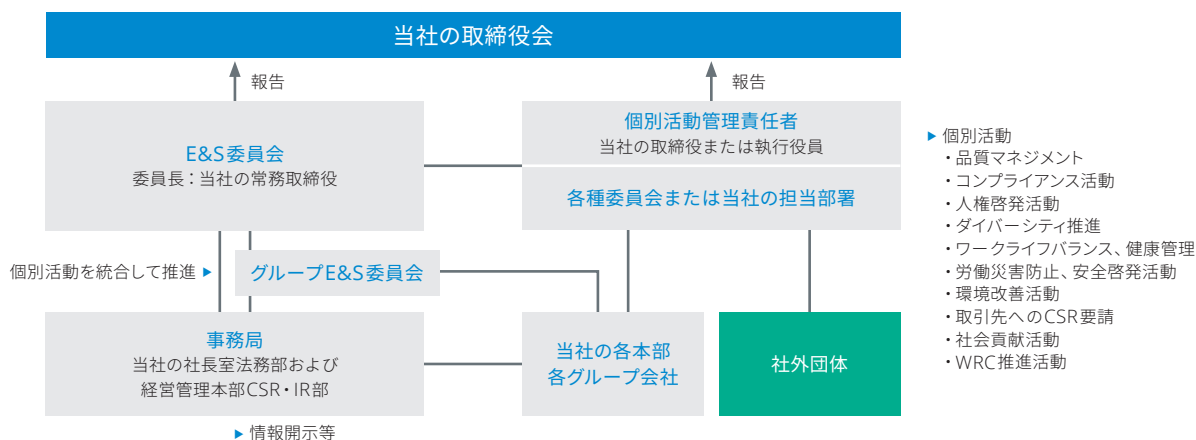 当社の取締役会
報告
報告
E&S委員会
委員長：当社の常務取締役
個別活動管理責任者
当社の取締役または執行役員
各種委員会または当社の担当部署
個別活動を統合して推進 ▶
グループE&S委員会
事務局
当社の社長室法務部および
経営管理本部CSR・IR部
▶ 情報開示等
当社の各本部
各グループ会社
社外団体
▶ 個別活動
・品質マネジメント
・コンプライアンス活動
・人権啓発活動
・ダイバーシティ推進
・ワークライフバランス、健康管理
・労働災害防止、安全啓発活動
・環境改善活動
・取引先へのCSR要請
・社会貢献活動
・WRC推進活動